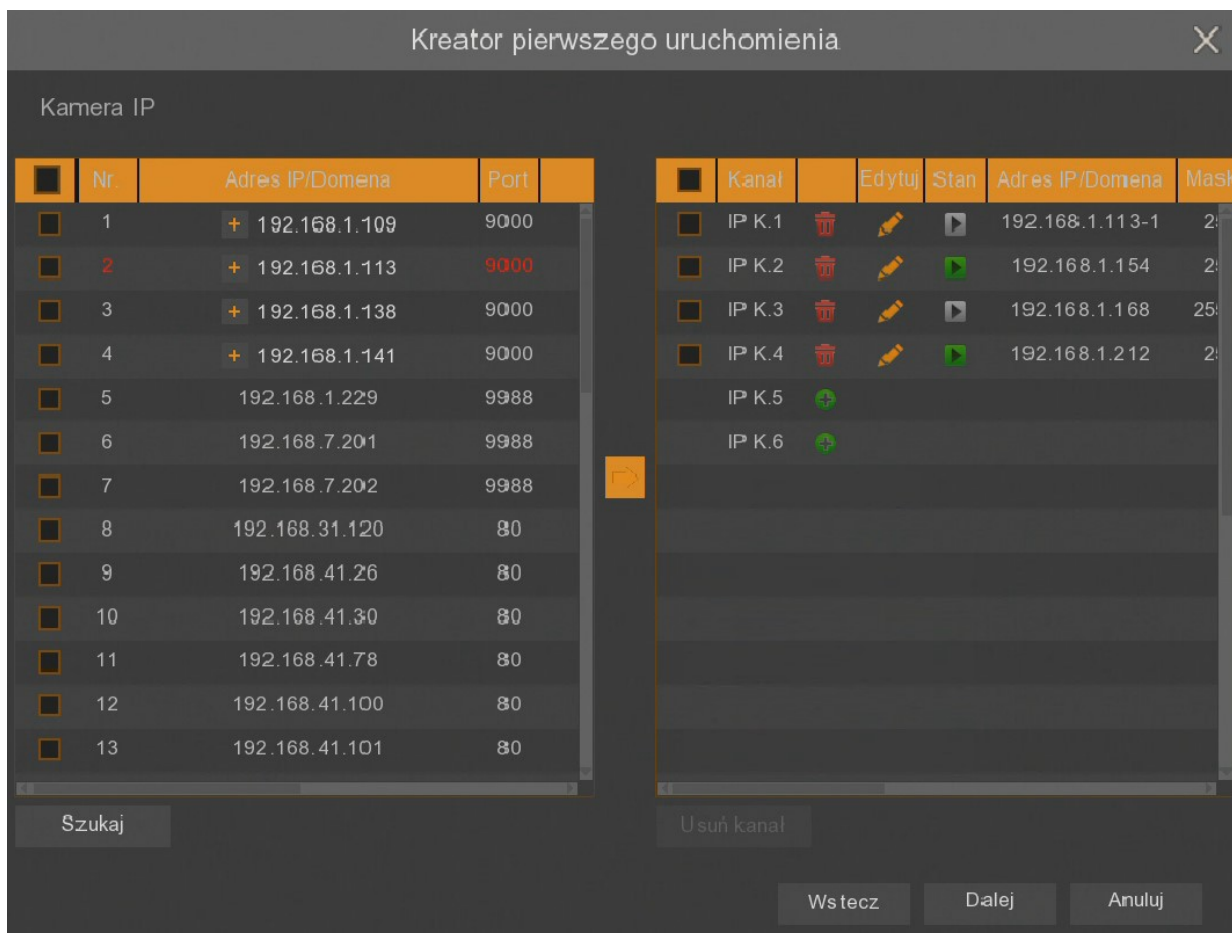 Kreator pierwszego uruchomienia
Kamera IP
Nr. Adres IP/Domena Port
1 + 192.168.1.109 9000
2 + 192.168.1.113 9000
3 + 192.168.1.138 9000
4 + 192.168.1.141 9000
5 192.168.1.229 9988
6 192.168.7.201 9988
7 192.168.7.202 9988
8 192.168.31.120 80
9 192.168.41.26 80
10 192.168.41.30 80
11 192.168.41.78 80
12 192.168.41.100 80
13 192.168.41.101 80
Szukaj
Kanał Edytuj Stan Adres IP/Domena Mask
IP K.1 192.168.1.113-1 25
IP K.2 192.168.1.154 25
IP K.3 192.168.1.168 255
IP K.4 192.168.1.212 25
IP K.5
IP K.6
Usuń kanał
Wstecz Dalej Anuluj